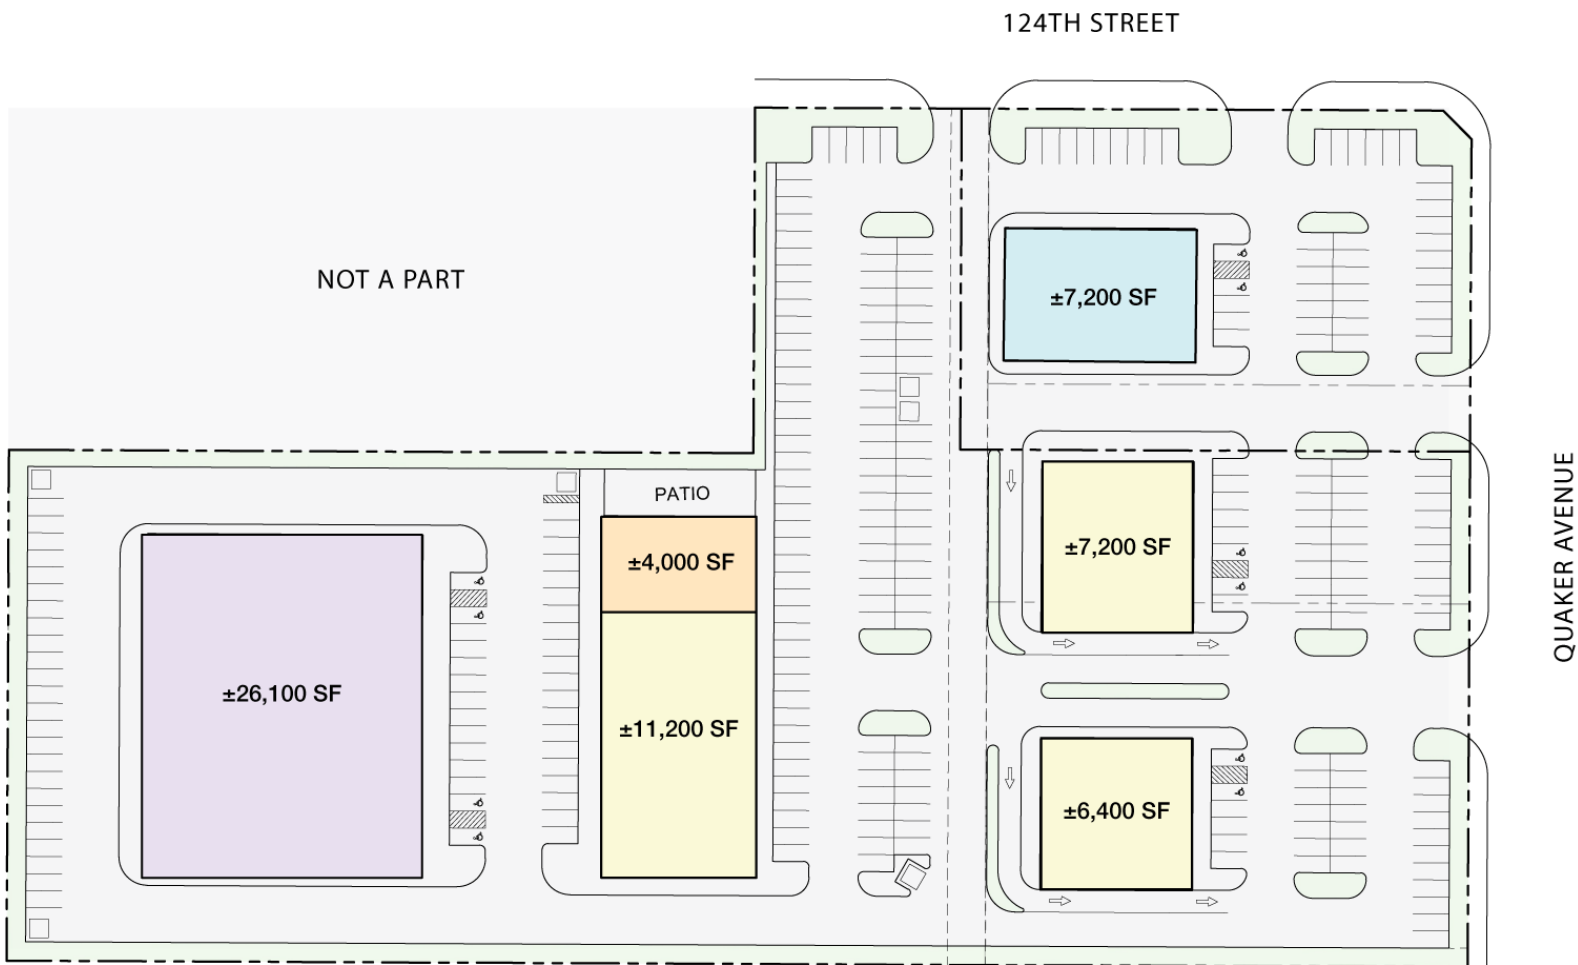 124TH STREET
NOT A PART
±7,200 SF
QUAKER AVENUE
PATIO
±4,000 SF
±7,200 SF
±26,100 SF
±11,200 SF
±6,400 SF